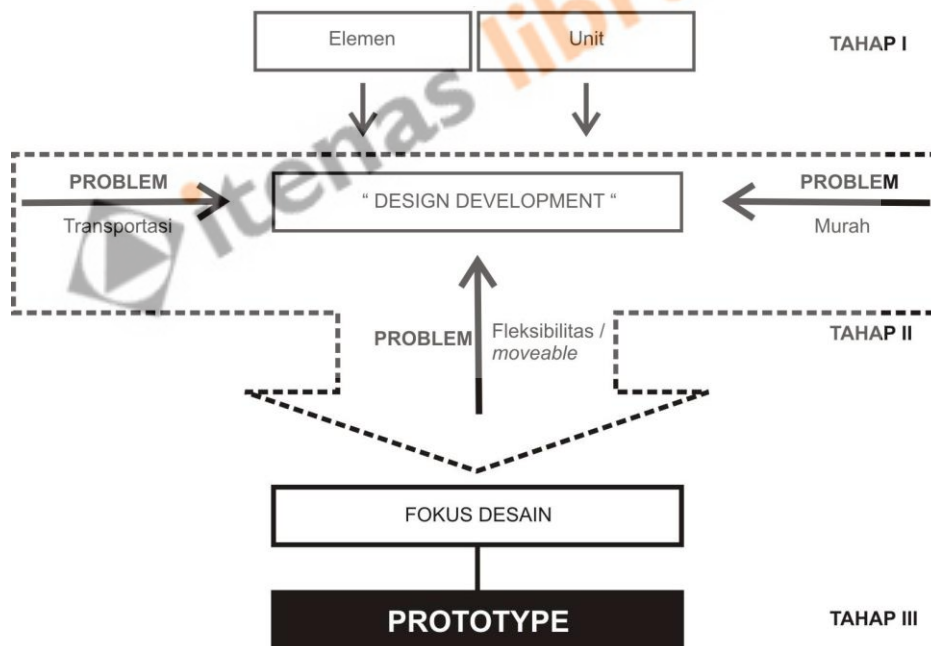 Elemen
Unit
TAHAP I
PROBLEM
Transportasi
" DESIGN DEVELOPMENT "
PROBLEM
Murah
PROBLEM
Fleksibilitas /
moveable
TAHAP II
FOKUS DESAIN
PROTOTYPE
TAHAP III
itenas